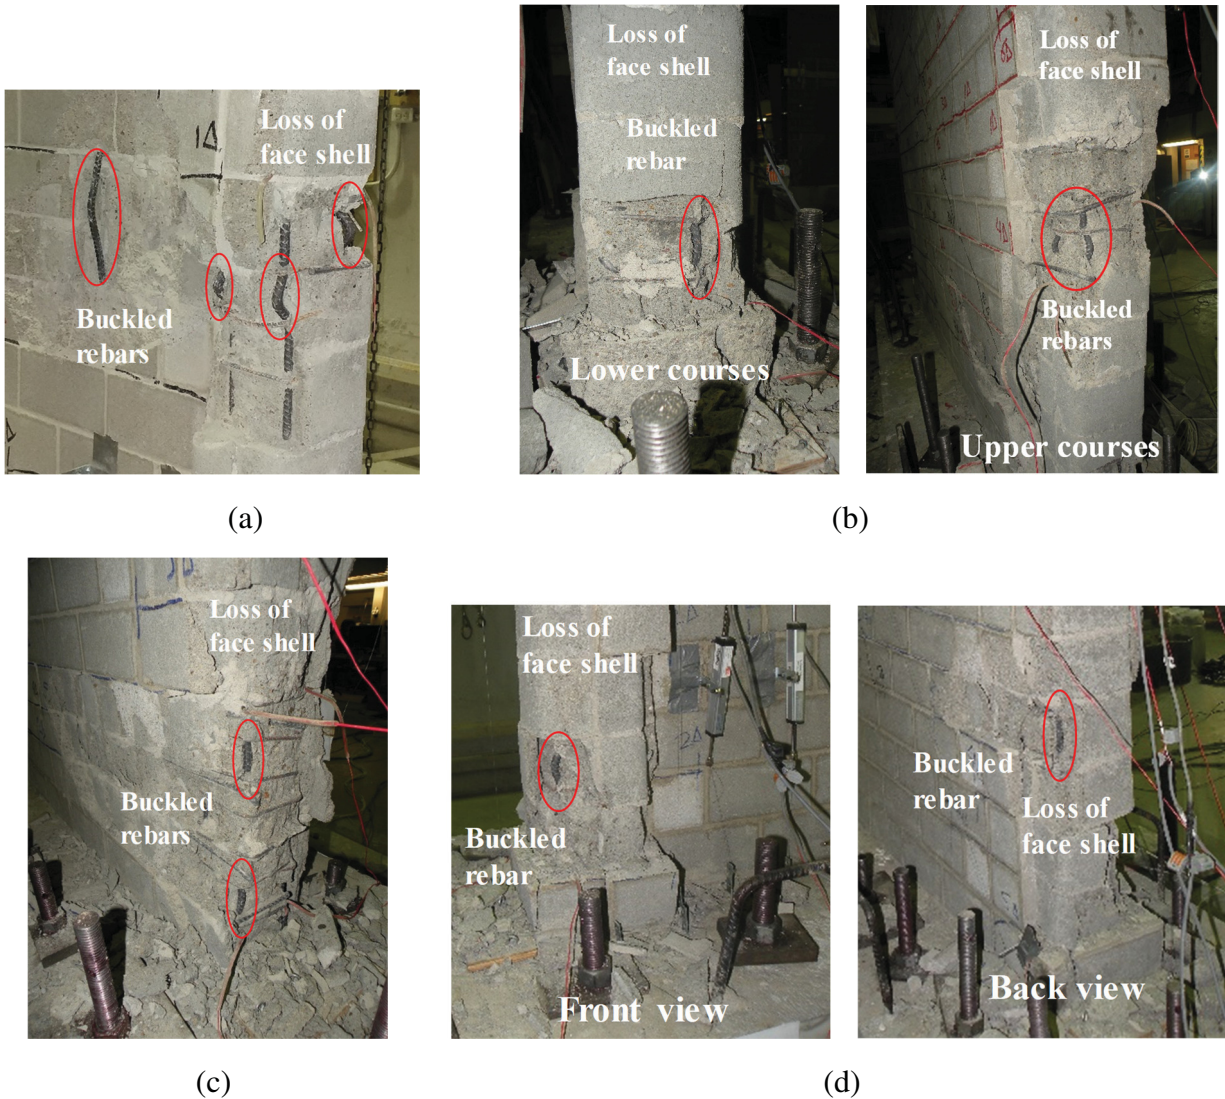 Loss of
face shell
1Δ
Buckled
rebars
(a)
Loss of
face shell
Buckled
rebar
Lower courses
Loss of
face shell
Buckled
rebars
Upper courses
(b)
Loss of
face shell
Buckled
rebars
(c)
Loss of
face shell
2Δ
Buckled
rebar
Front view
Buckled
rebar
Loss of
face shell
Back view
(d)